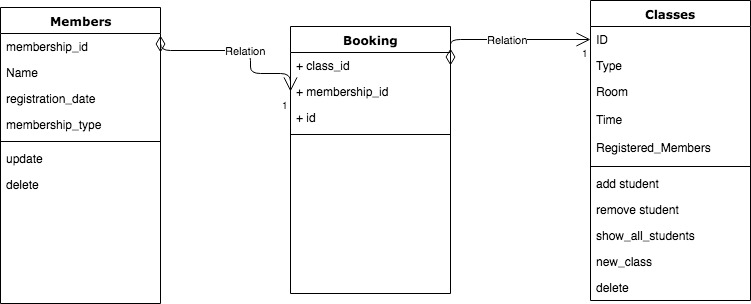 Members
membership_id
Name
registration_date
membership_type
update
delete
Relation
1
Booking
+ class_id
+ membership_id
+ id
Relation
1
Classes
ID
Type
Room
Time
Registered_Members
add student
remove student
show_all_students
new_class
delete